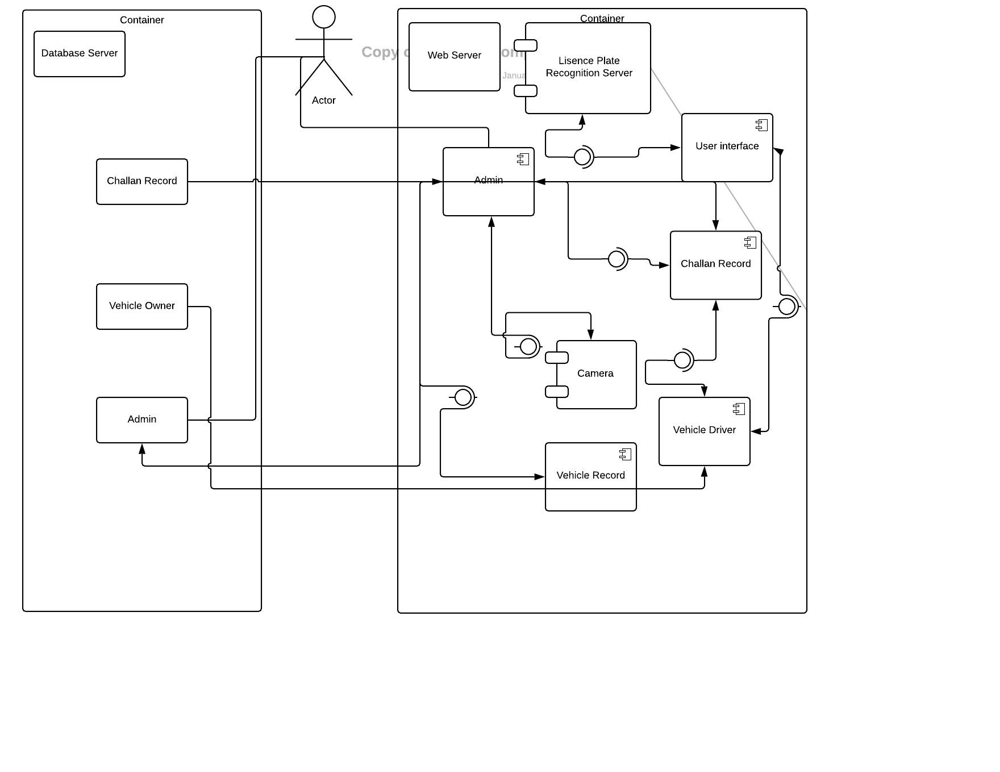 Container
Database Server
Challan Record
Vehicle Owner
Admin
Actor
Copy
om
Janua
Container
Web Server
Lisence Plate
Recognition Server
User interface
Admin
Challan Record
Camera
Vehicle Driver
Vehicle Record